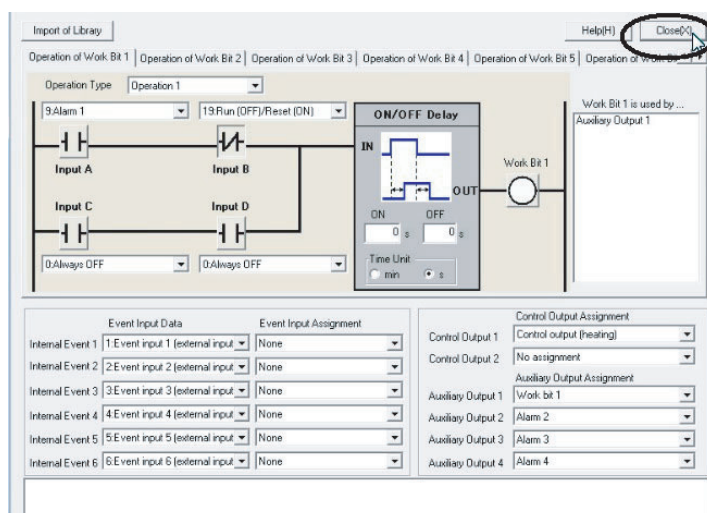 Import of Library
Help(H)
Close(X)
Operation of Work Bit 1
Operation of Work Bit 2
Operation of Work Bit 3
Operation of Work Bit 4
Operation of Work Bit 5
Operation of Work Bit
Operation Type
Operation 1
9:Alarm 1
19:Run (OFF)/Reset (ON)
ON/OFF Delay
Work Bit 1 is used by ...
Auxiliary Output 1
IN
Input A
Input B
Work Bit 1
OUT
Input C
Input D
ON
OFF
0 s
0 s
0:Always OFF
0:Always OFF
Time Unit
min
s
Event Input Data
Event Input Assignment
Internal Event 1 1:Event input 1 (external input None
Internal Event 2 2:Event input 2 (external input None
Internal Event 3 3:Event input 3 (external input None
Internal Event 4 4:Event input 4 (external input None
Internal Event 5 5:Event input 5 (external input None
Internal Event 6 6:Event input 6 (external input None
Control Output Assignment
Control Output 1 Control output (heating)
Control Output 2 No assignment
Auxiliary Output Assignment
Auxiliary Output 1 Work bit 1
Auxiliary Output 2 Alarm 2
Auxiliary Output 3 Alarm 3
Auxiliary Output 4 Alarm 4